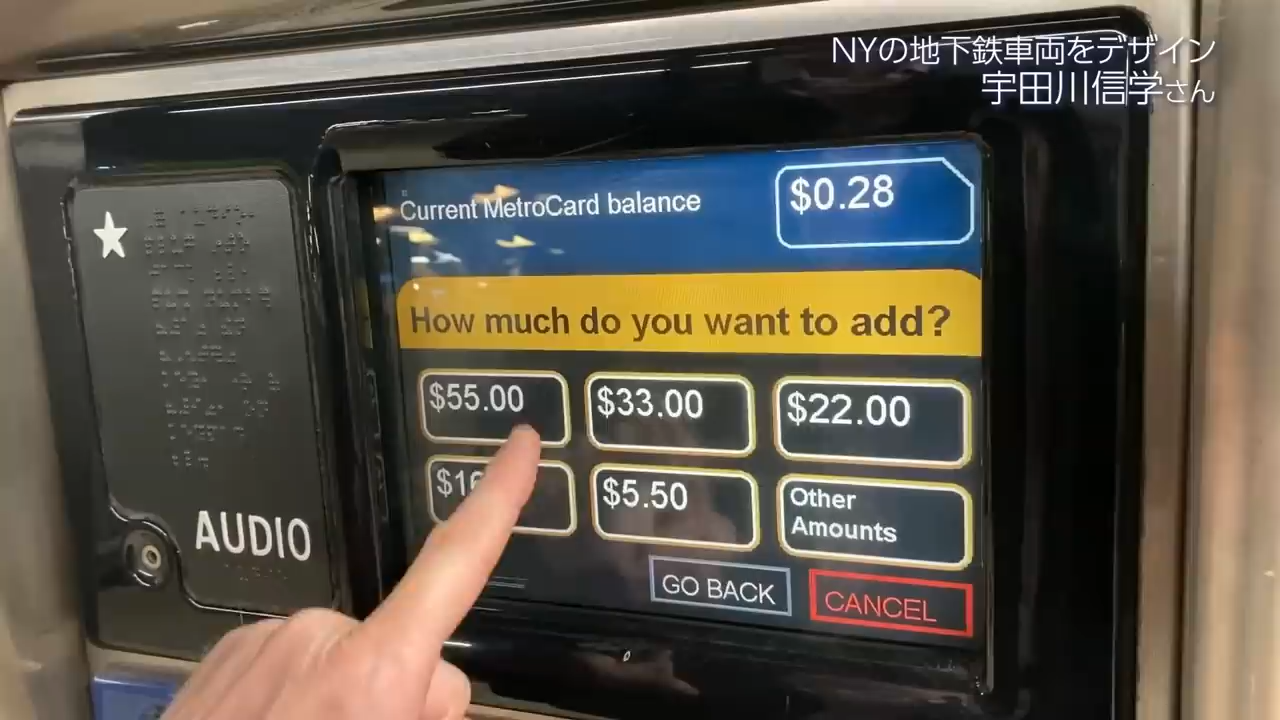 NYの地下鉄車両をデザイン
宇田川信学さん
Current MetroCard balance
$0.28
How much do you want to add?
$55.00
$33.00
$22.00
$5.50
Other
Amounts
GO BACK
CANCEL
AUDIO